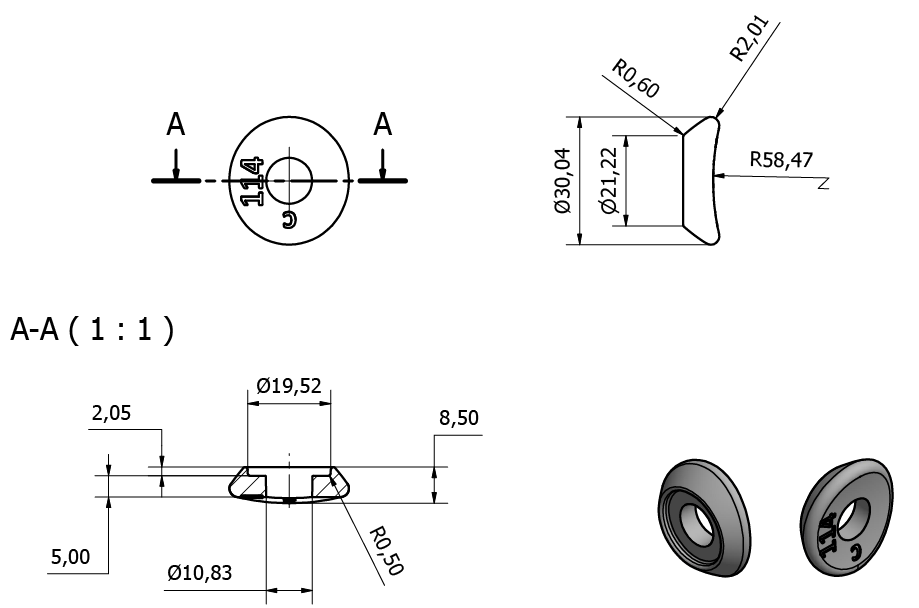 R2,01
R0,60
A A
114
C
Ø30,04
Ø21,22
R58,47
A-A ( 1 : 1 )
Ø19,52
2,05
8,50
5,00
Ø10,83
R0,50
114
C